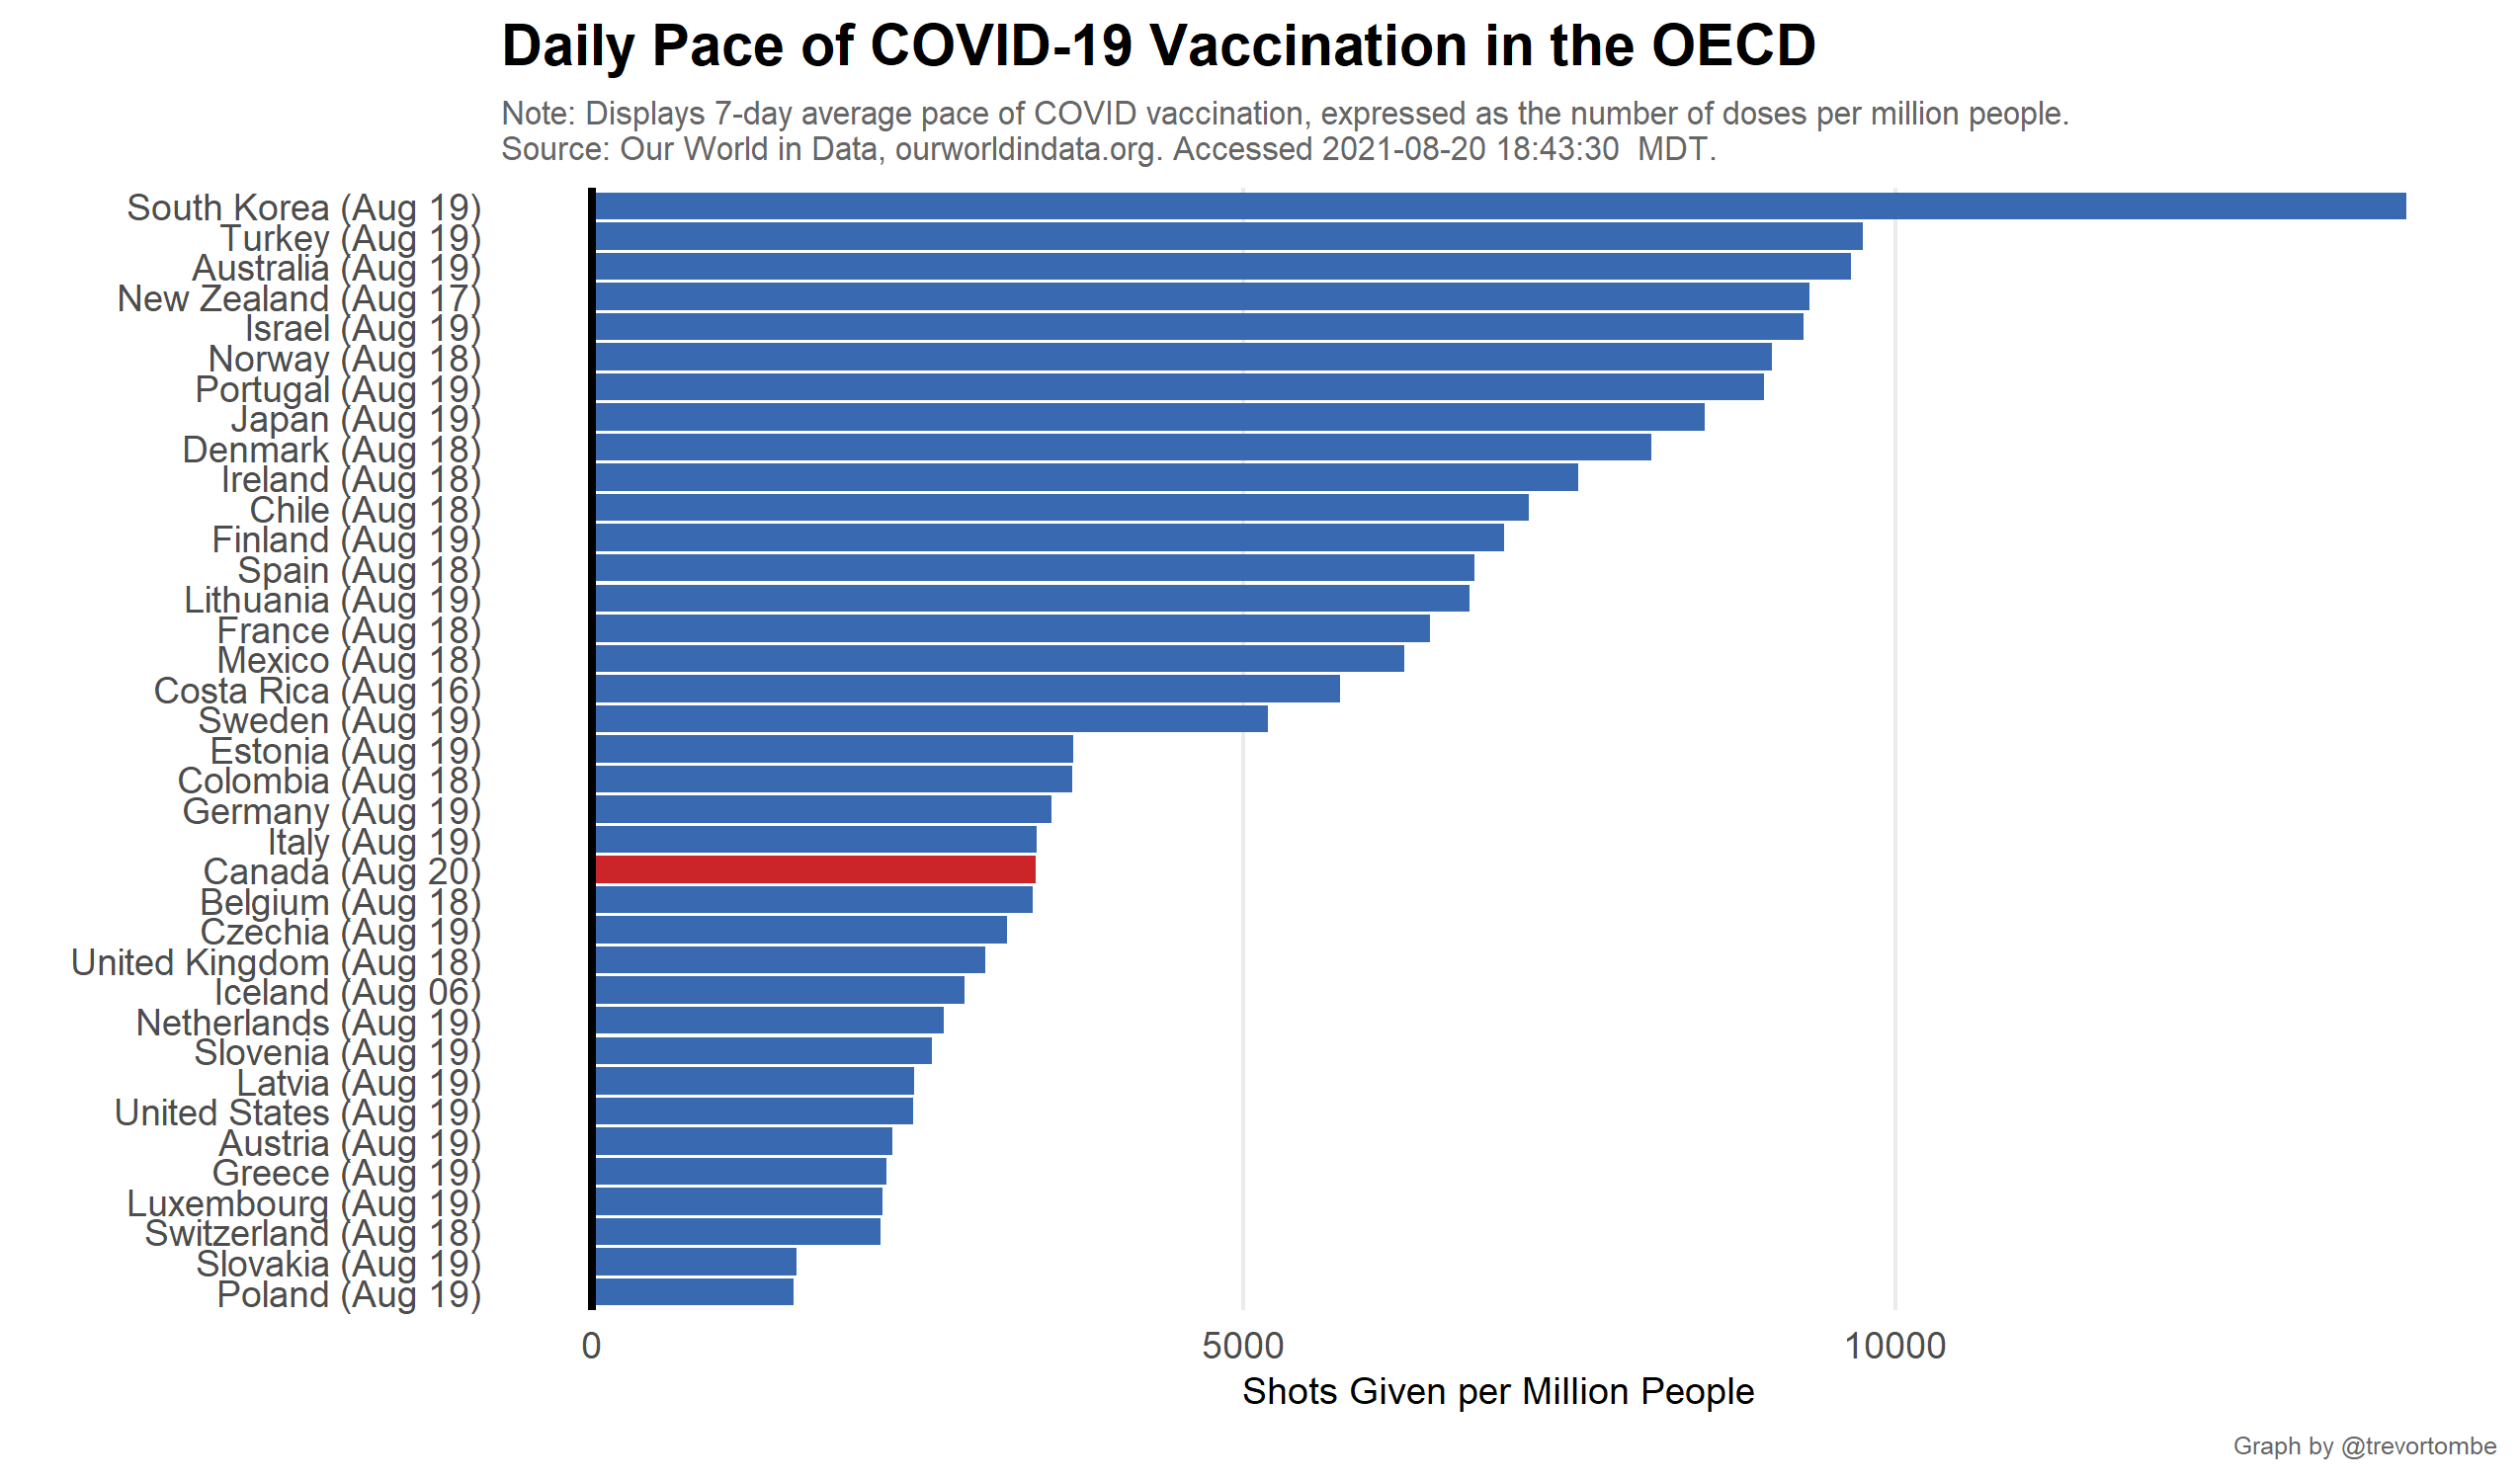 Daily Pace of COVID-19 Vaccination in the OECD
Note: Displays 7-day average pace of COVID vaccination, expressed as the number of doses per million people.
Source: Our World in Data, ourworldindata.org. Accessed 2021-08-20 18:43:30  MDT.
South Korea (Aug 19)
Turkey (Aug 19)
Australia (Aug 19)
New Zealand (Aug 17)
Israel (Aug 19)
Norway (Aug 18)
Portugal (Aug 19)
Japan (Aug 19)
Denmark (Aug 18)
Ireland (Aug 18)
Chile (Aug 18)
Finland (Aug 19)
Spain (Aug 18)
Lithuania (Aug 19)
France (Aug 18)
Mexico (Aug 18)
Costa Rica (Aug 16)
Sweden (Aug 19)
Estonia (Aug 19)
Colombia (Aug 18)
Germany (Aug 19)
Italy (Aug 19)
Canada (Aug 20)
Belgium (Aug 18)
Czechia (Aug 19)
United Kingdom (Aug 18)
Iceland (Aug 06)
Netherlands (Aug 19)
Slovenia (Aug 19)
Latvia (Aug 19)
United States (Aug 19)
Austria (Aug 19)
Greece (Aug 19)
Luxembourg (Aug 19)
Switzerland (Aug 18)
Slovakia (Aug 19)
Poland (Aug 19)
0 5000 10000
Shots Given per Million People
Graph by @trevortombe